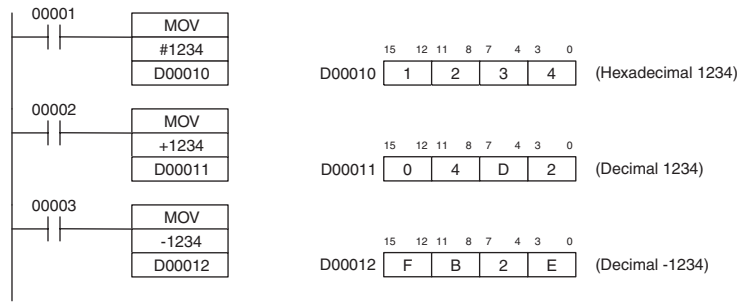 00001
MOV
#1234
D00010
15 12 11 8 7 4 3 0
D00010 1 2 3 4 (Hexadecimal 1234)
00002
MOV
+1234
D00011
15 12 11 8 7 4 3 0
D00011 0 4 D 2 (Decimal 1234)
00003
MOV
-1234
D00012
15 12 11 8 7 4 3 0
D00012 F B 2 E (Decimal -1234)